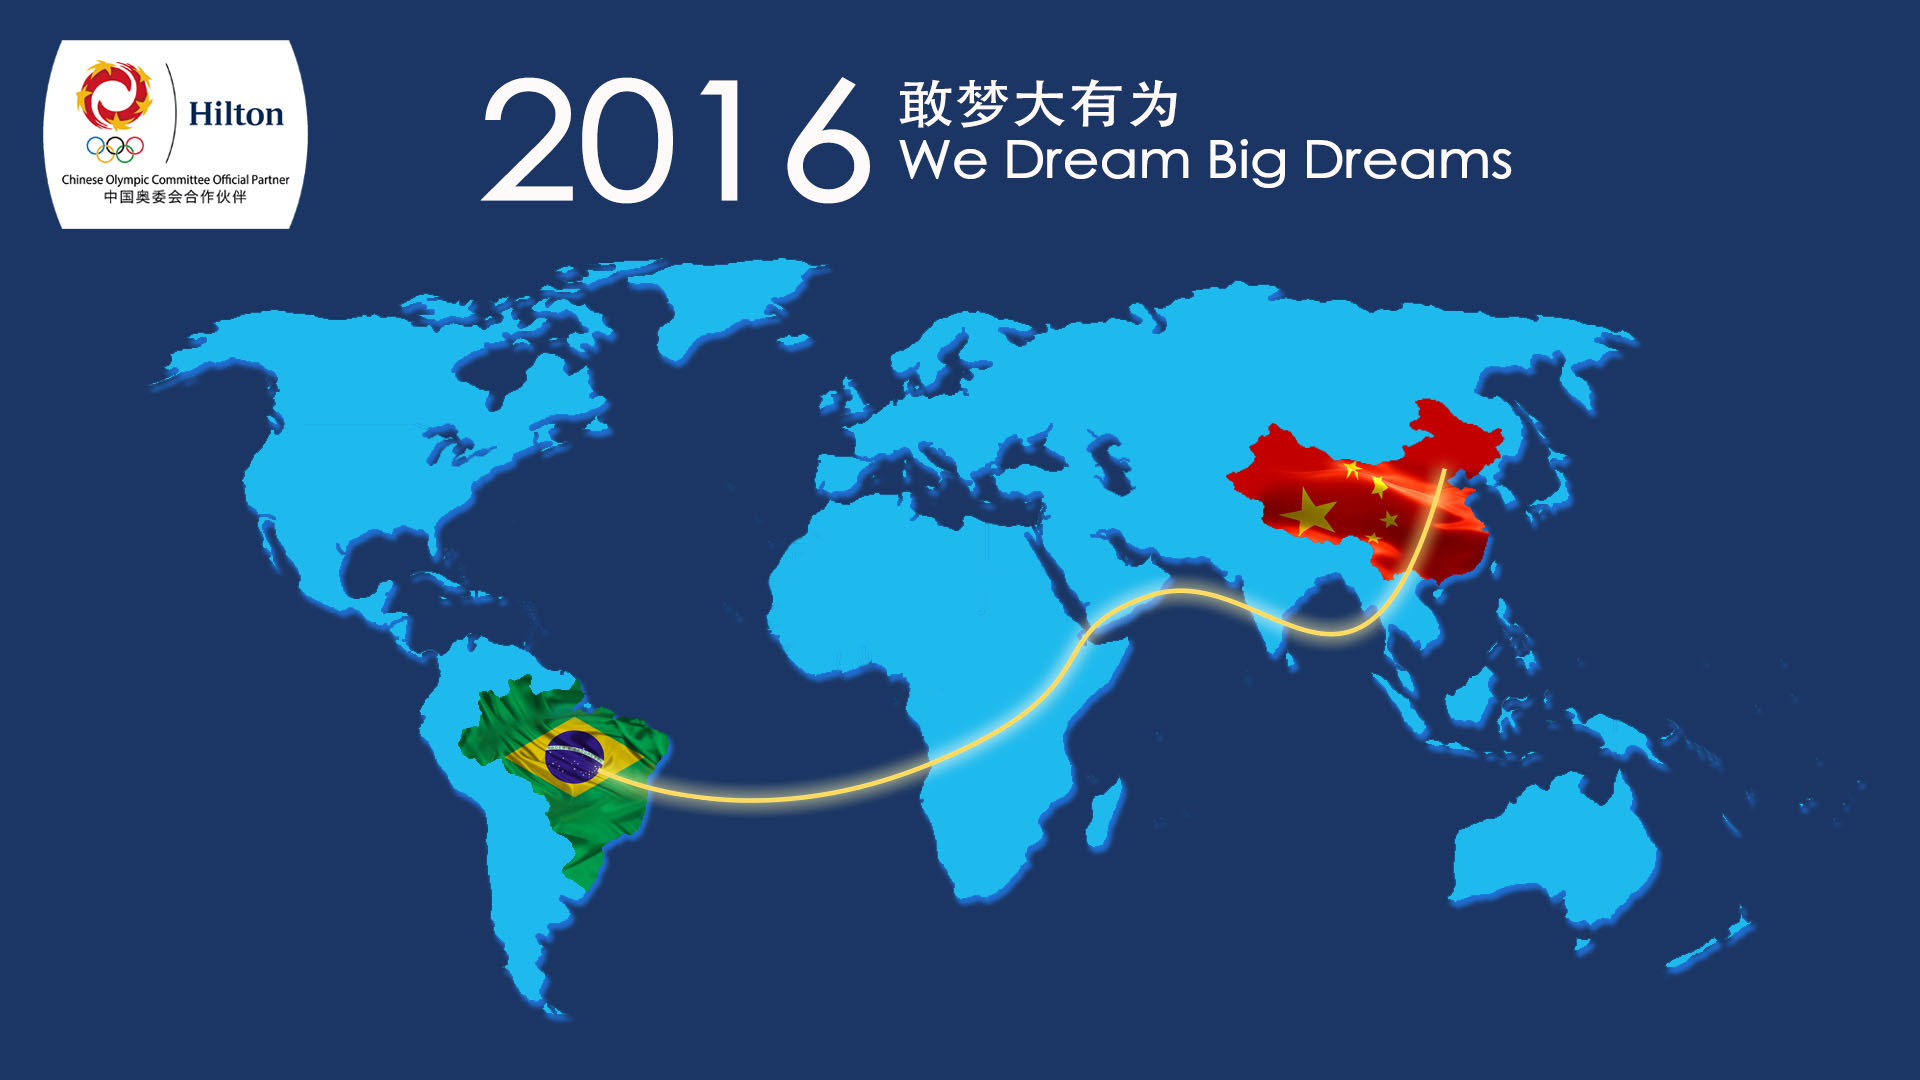 Hilton
Chinese Olympic Committee Official Partner
中国奥委会合作伙伴
2016
敢梦大有为
We Dream Big Dreams